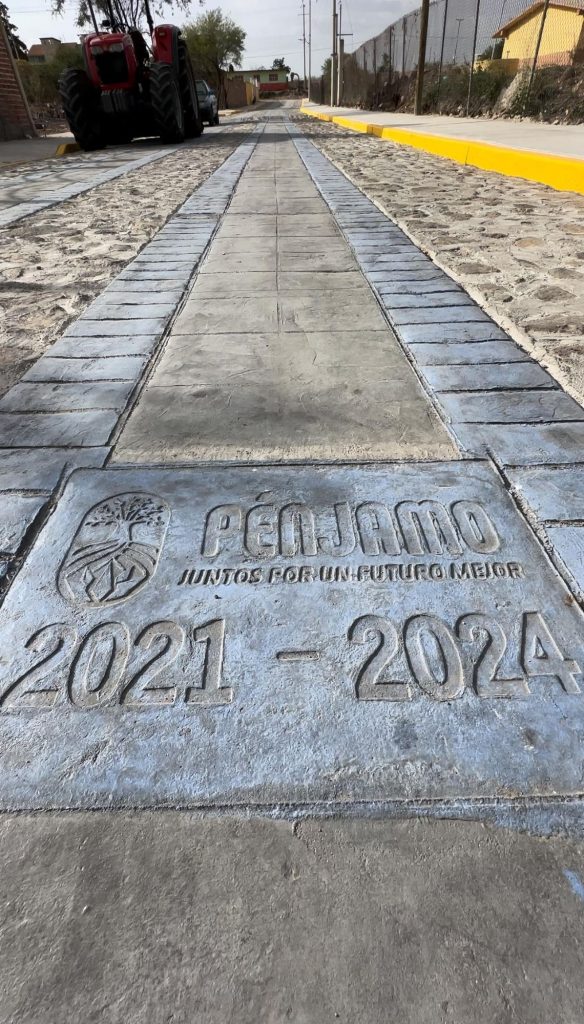 PÉNJAMO
JUNTOS POR UN FUTURO MEJOR
2021 - 2024